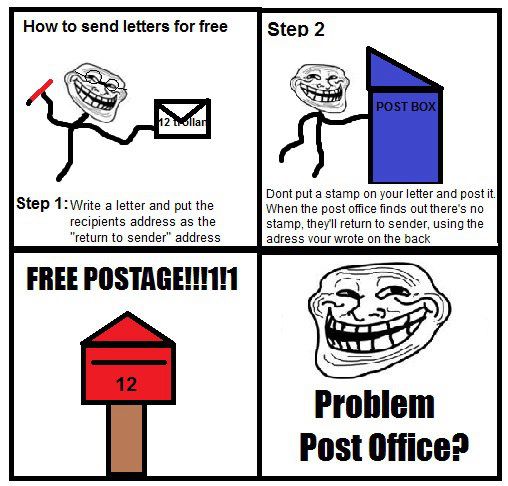 How to send letters for free
12 trollan
Step 1: Write a letter and put the
recipients address as the
"return to sender" address
Step 2
POST BOX
Dont put a stamp on your letter and post it.
When the post office finds out there's no
stamp, they'll return to sender, using the
adress your wrote on the back
FREE POSTAGE!!!1!1
12
Problem
Post Office?